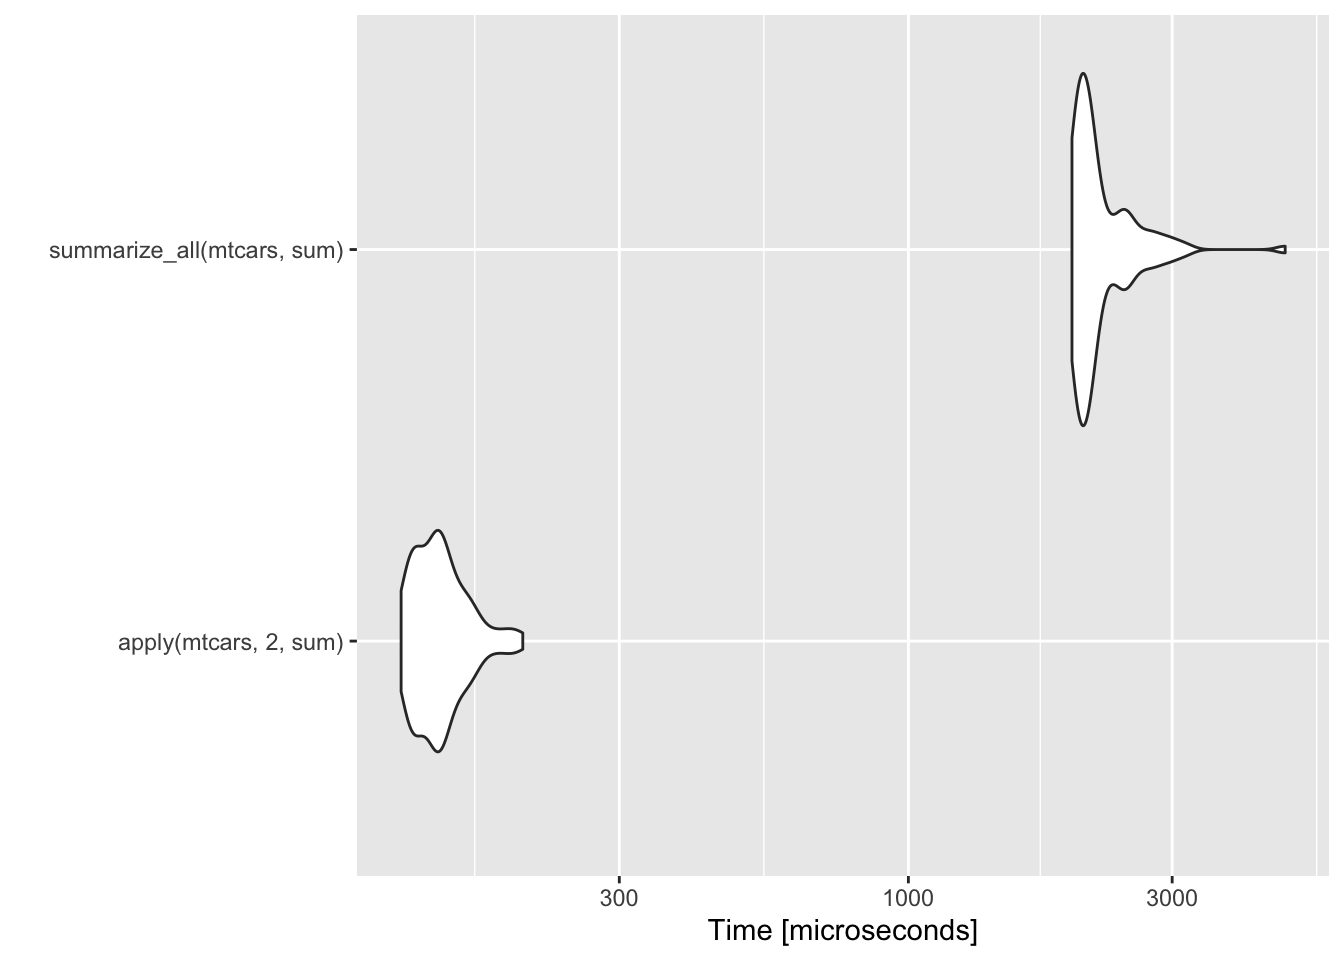 summarize_all(mtcars, sum)
apply(mtcars, 2, sum)
300 1000 3000
Time [microseconds]